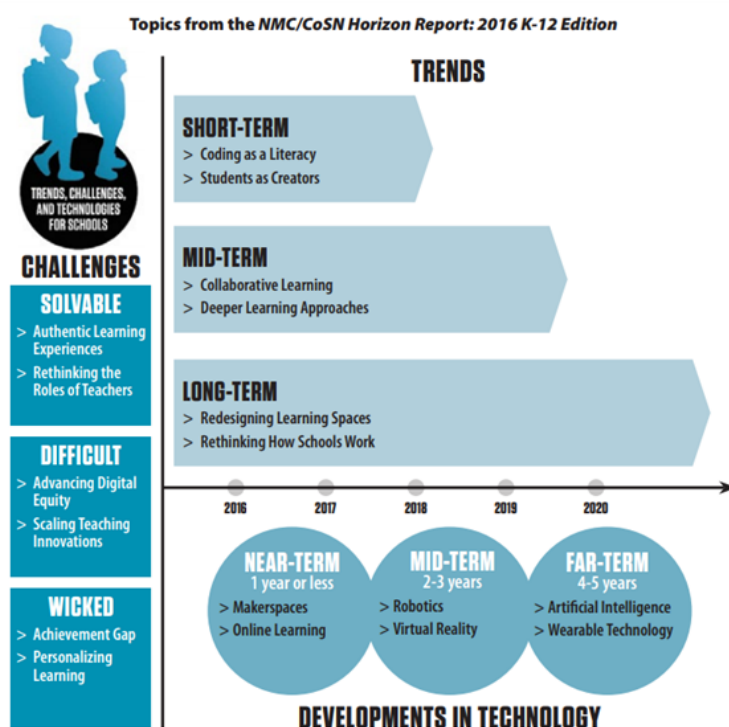 Topics from the NMC/CoSN Horizon Report: 2016 K-12 Edition
TRENDS, CHALLENGES,
AND TECHNOLOGIES
FOR SCHOOLS
CHALLENGES
SOLVABLE
> Authentic Learning
Experiences
> Rethinking the
Roles of Teachers
DIFFICULT
> Advancing Digital
Equity
> Scaling Teaching
Innovations
WICKED
> Achievement Gap
> Personalizing
Learning
TRENDS
SHORT-TERM
> Coding as a Literacy
> Students as Creators
MID-TERM
> Collaborative Learning
> Deeper Learning Approaches
LONG-TERM
> Redesigning Learning Spaces
> Rethinking How Schools Work
2016 2017 2018 2019 2020
NEAR-TERM
1 year or less
> Makerspaces
> Online Learning
MID-TERM
2-3 years
> Robotics
> Virtual Reality
FAR-TERM
4-5 years
> Artificial Intelligence
> Wearable Technology
DEVELOPMENTS IN TECHNOLOGY